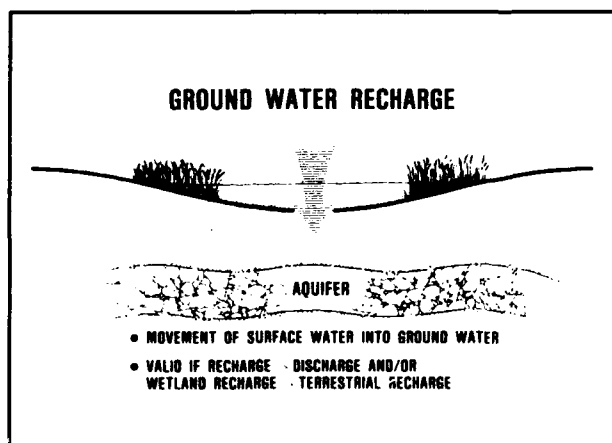 GROUND WATER RECHARGE
AQUIFER
• MOVEMENT OF SURFACE WATER INTO GROUND WATER
• VALID IF RECHARGE DISCHARGE AND/OR
WETLAND RECHARGE TERRESTRIAL RECHARGE